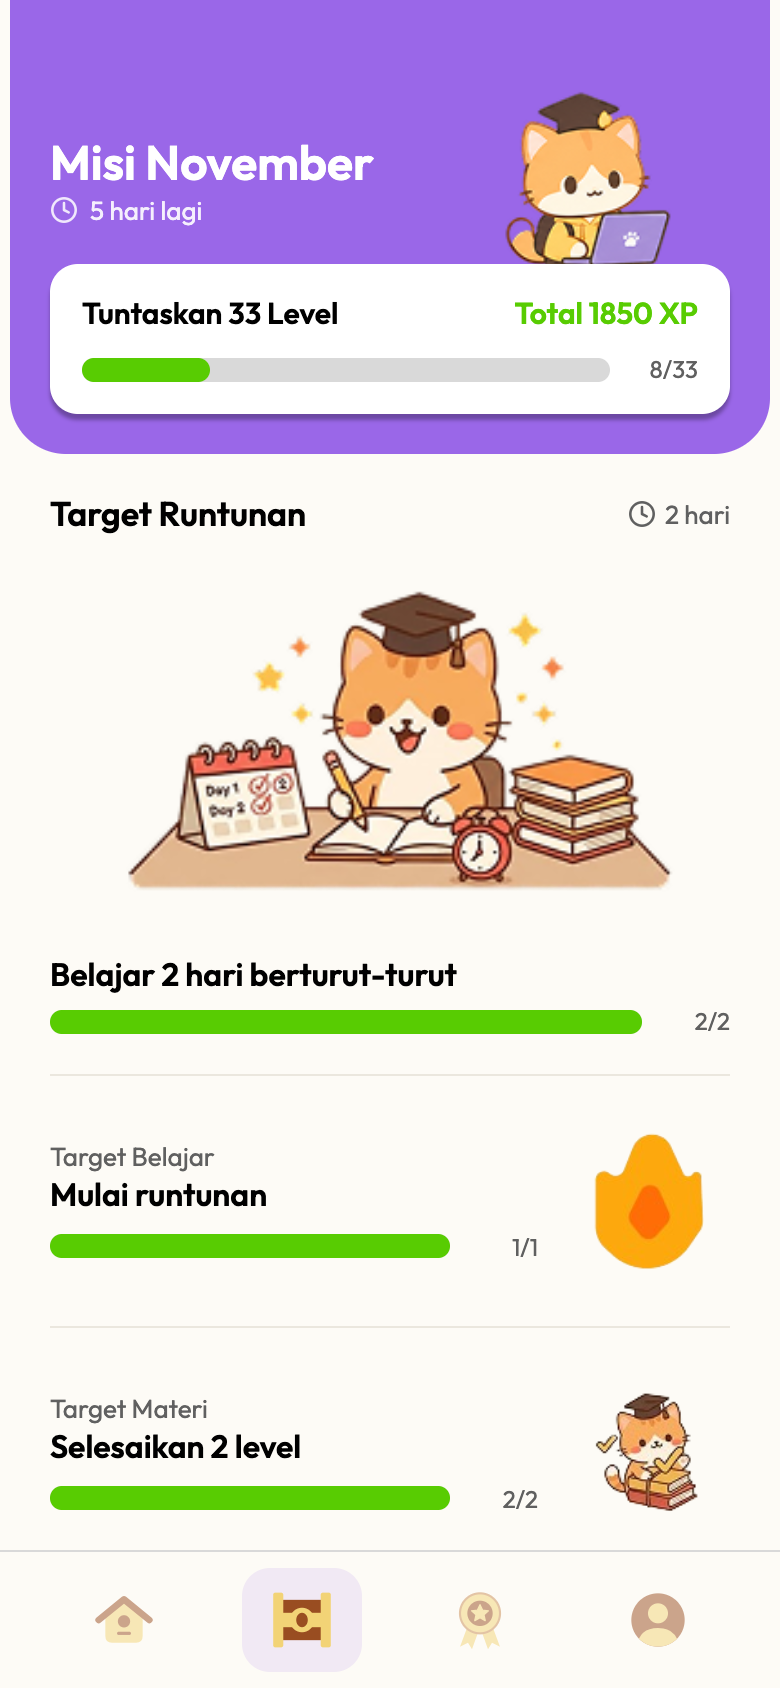 Misi November
5 hari lagi
Tuntaskan 33 Level
Total 1850 XP
8/33
Target Runtunan
2 hari
Day 1
2
Day 2
Belajar 2 hari berturut-turut
2/2
Target Belajar
Mulai runtunan
1/1
Target Materi
Selesaikan 2 level
2/2